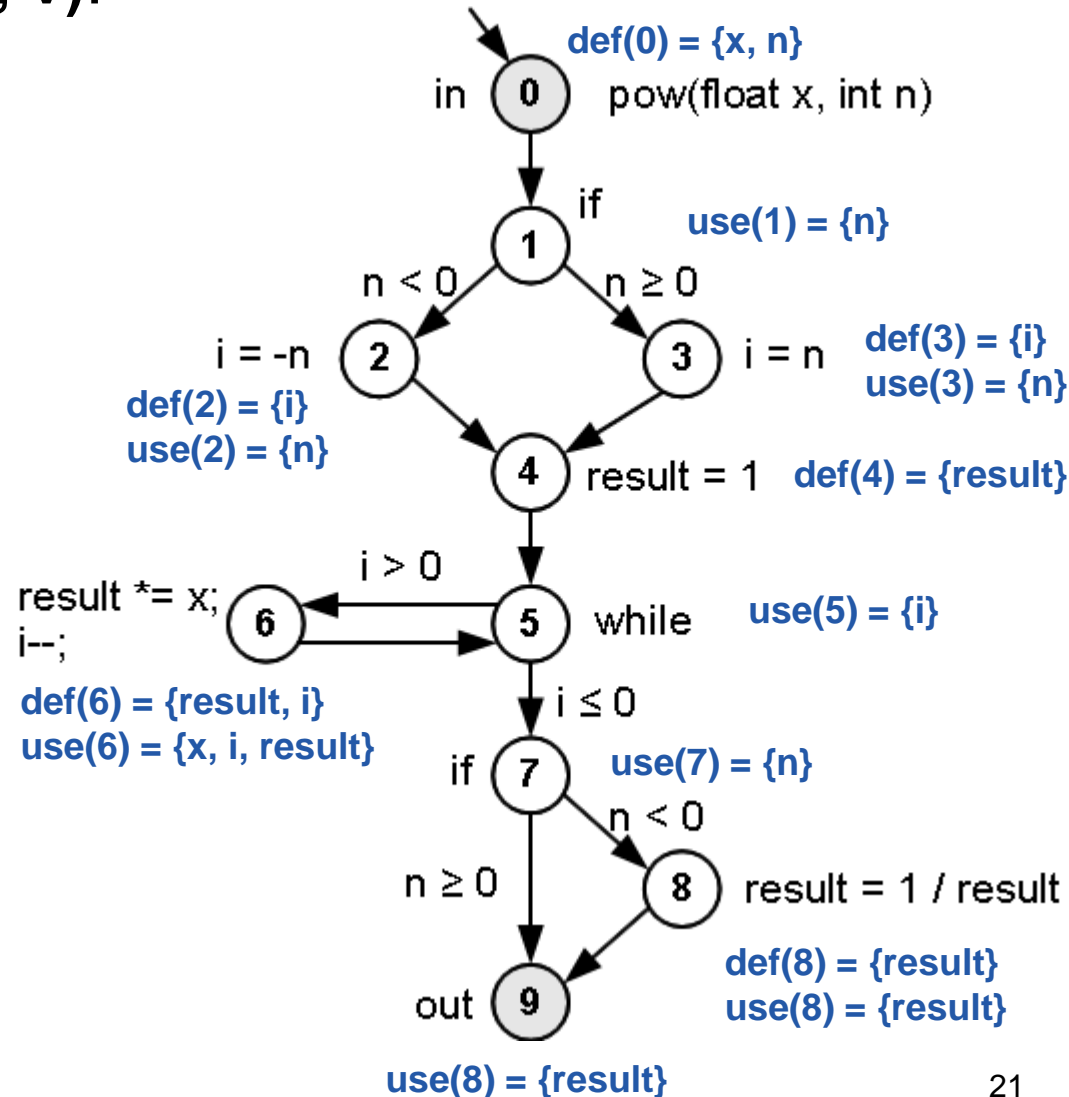 def(0) = {x, n}
in 0 pow(float x, int n)
if
use(1) = {n}
1
n < 0 n ≥ 0
i = -n 2 3 i = n
def(3) = {i}
use(3) = {n}
def(2) = {i}
use(2) = {n}
4 result = 1 def(4) = {result}
i > 0
result *= x;
i--;
6 5 while use(5) = {i}
def(6) = {result, i}
use(6) = {x, i, result}
i ≤ 0
if 7 use(7) = {n}
n < 0
n ≥ 0 8 result = 1 / result
def(8) = {result}
use(8) = {result}
out 9
use(8) = {result}
21